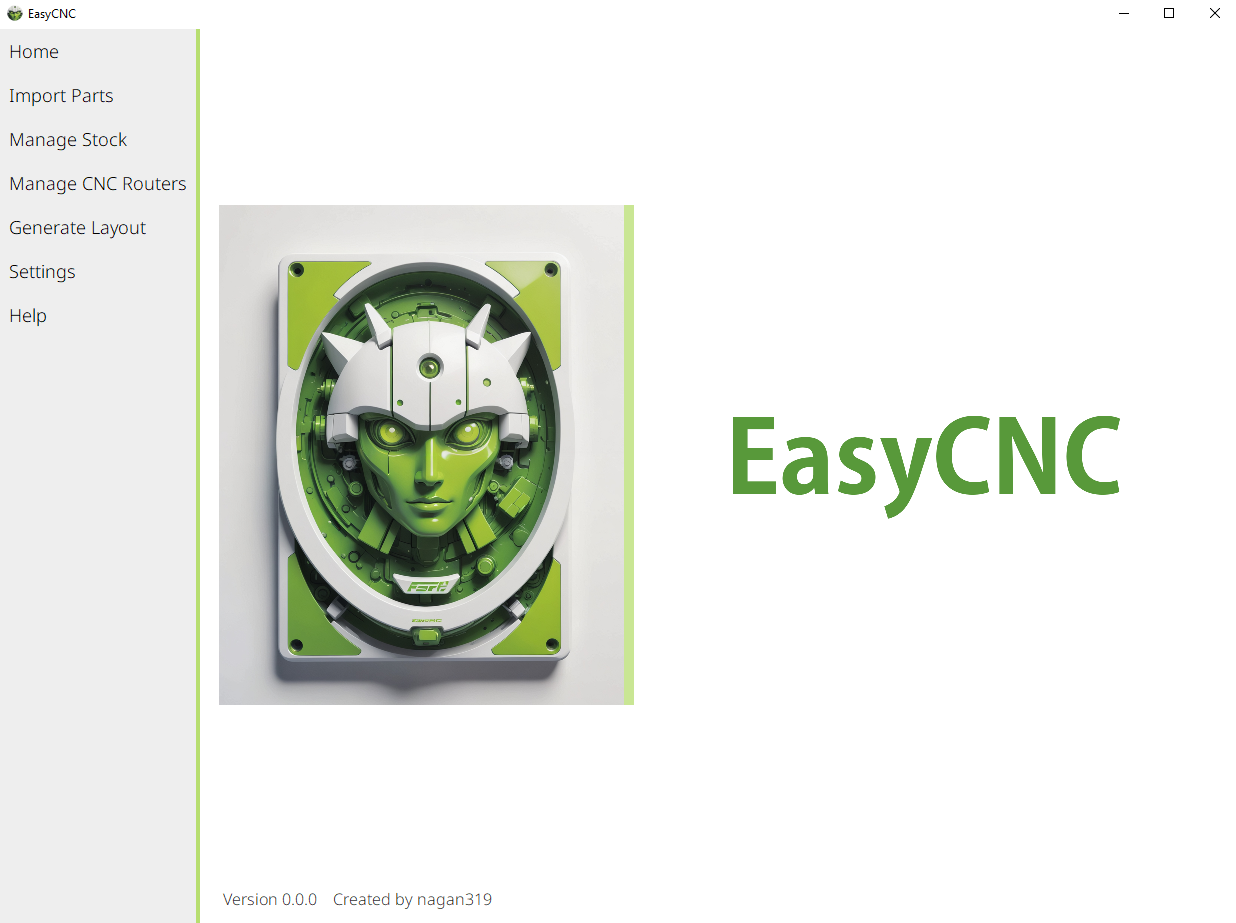 EasyCNC
Home
Import Parts
Manage Stock
Manage CNC Routers
Generate Layout
Settings
Help
EasyCNC
Version 0.0.0 Created by nagan319